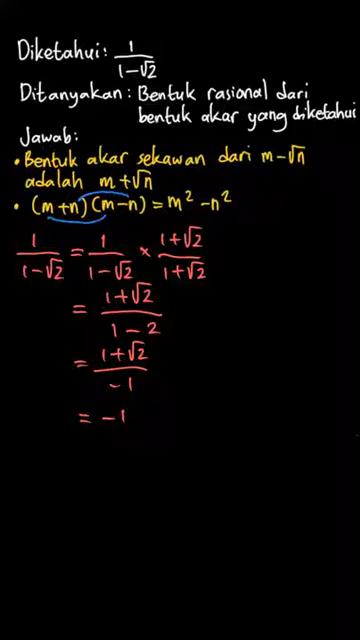 Diketahui: 1/(1-√2)
Ditanyakan: Bentuk rasional dari
bentuk akar yang diketahui
Jawab:
• Bentuk akar sekawan dari m-√n
adalah m+√n
• (m+n)(m-n) = m² - n²
1/(1-√2) = 1/(1-√2) × (1+√2)/(1+√2)
= (1+√2)/(1-2)
= (1+√2)/(-1)
= -1